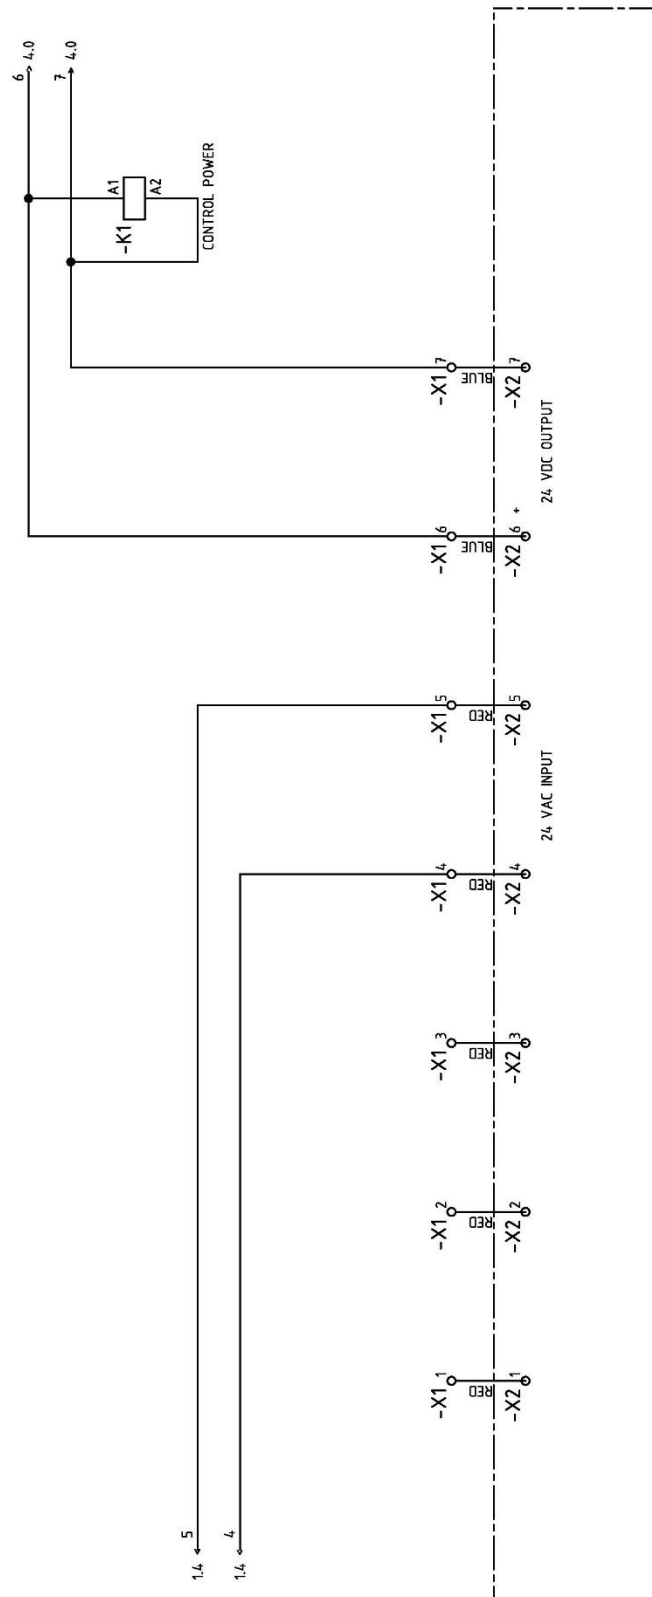 6
4.0
7
4.0
A1
-K1
A2
CONTROL POWER
5
1.4
4
1.4
-X1 1
-X1 2
-X1 3
-X1 4
-X1 5
-X1 6
-X1 7
RED
RED
RED
RED
RED
BLUE
BLUE
-X2 1
-X2 2
-X2 3
-X2 4
-X2 5
-X2 6 +
-X2 7
24 VAC INPUT
24 VDC OUTPUT